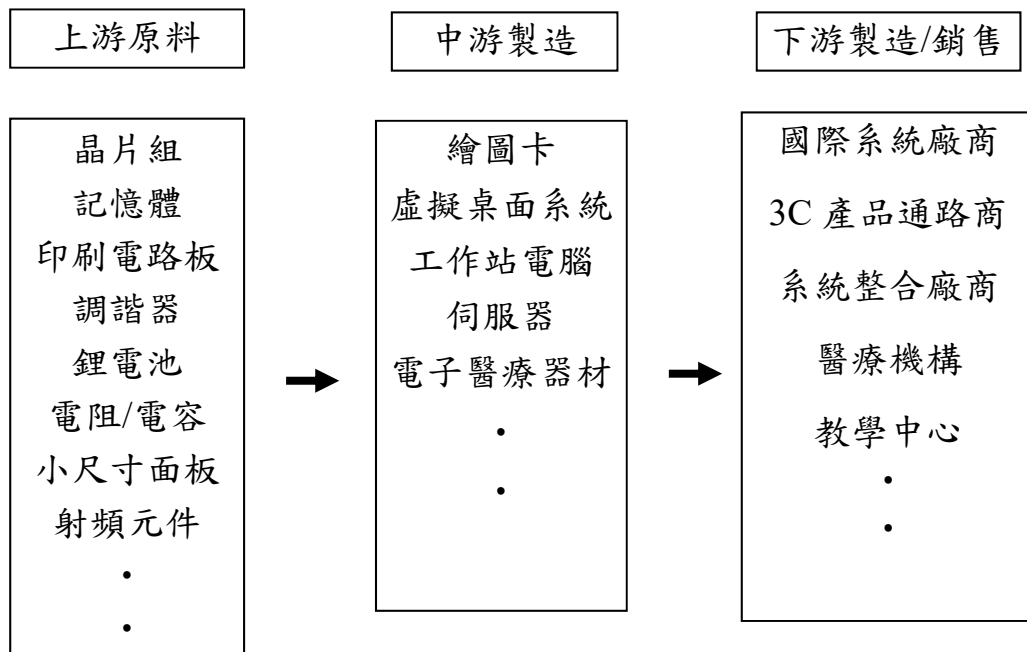 上游原料
晶片組
記憶體
印刷電路板
調諧器
鋰電池
電阻/電容
小尺寸面板
射頻元件
•
•
中游製造
繪圖卡
虛擬桌面系統
工作站電腦
伺服器
電子醫療器材
•
•
下游製造/銷售
國際系統廠商
3C 產品通路商
系統整合廠商
醫療機構
教學中心
•
•